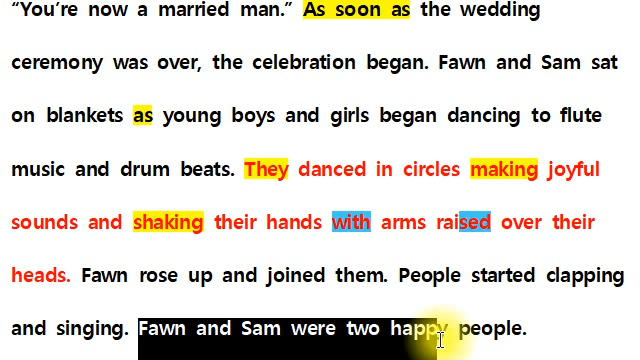 “You’re now a married man.” As soon as the wedding
ceremony was over, the celebration began. Fawn and Sam sat
on blankets as young boys and girls began dancing to flute
music and drum beats. They danced in circles making joyful
sounds and shaking their hands with arms raised over their
heads. Fawn rose up and joined them. People started clapping
and singing. Fawn and Sam were two happy people.